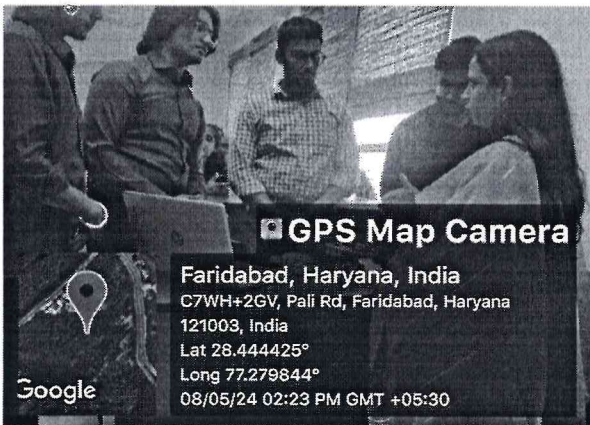 GPS Map Camera
Faridabad, Haryana, India
C7WH+2GV, Pali Rd, Faridabad, Haryana
121003, India
Lat 28.444425°
Long 77.279844°
08/05/24 02:23 PM GMT +05:30
Google